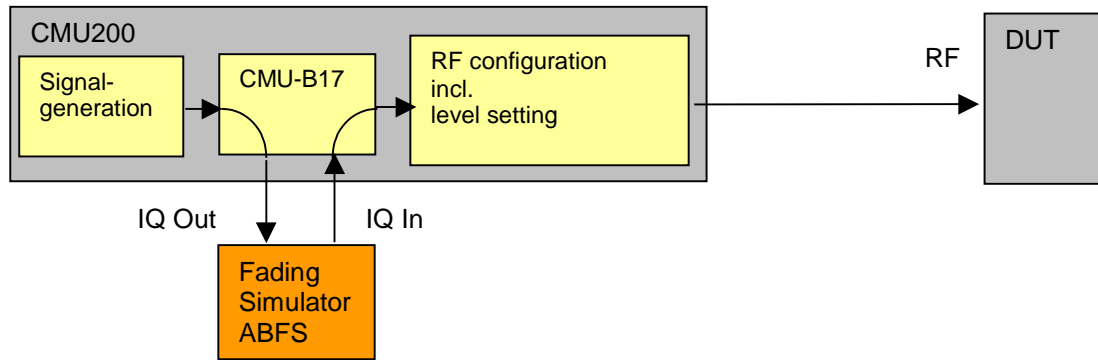 CMU200
Signal-
generation
CMU-B17
RF configuration
incl.
level setting
RF
DUT
IQ Out
IQ In
Fading
Simulator
ABFS